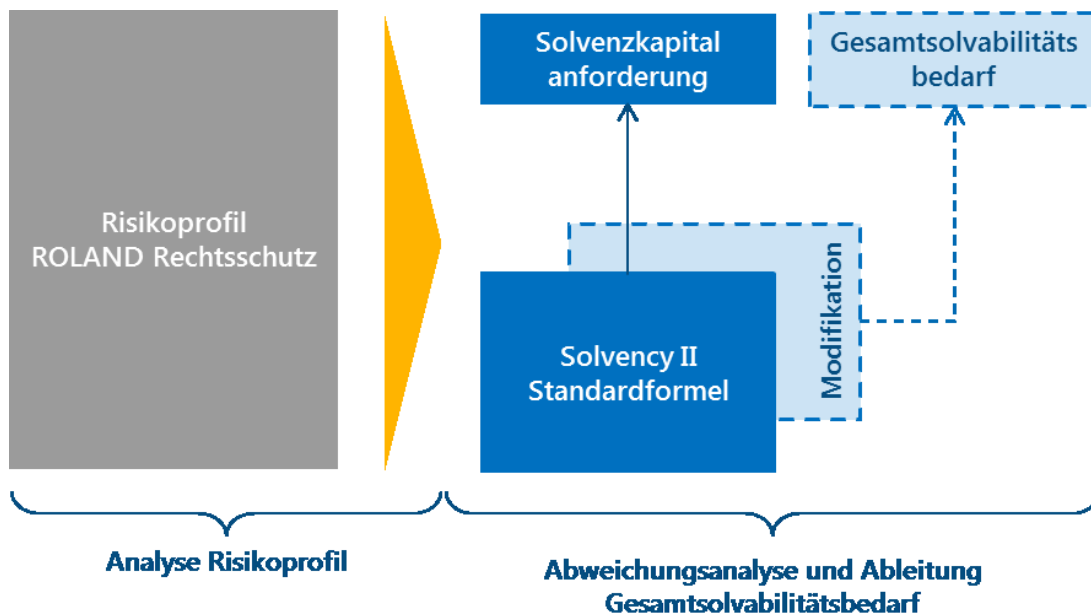 Risikoprofil
ROLAND Rechtsschutz
Solvenzkapital
anforderung
Gesamtsolvabilitäts
bedarf
Modifikation
Solvency II
Standardformel
Analyse Risikoprofil
Abweichungsanalyse und Ableitung
Gesamtsolvabilitätsbedarf